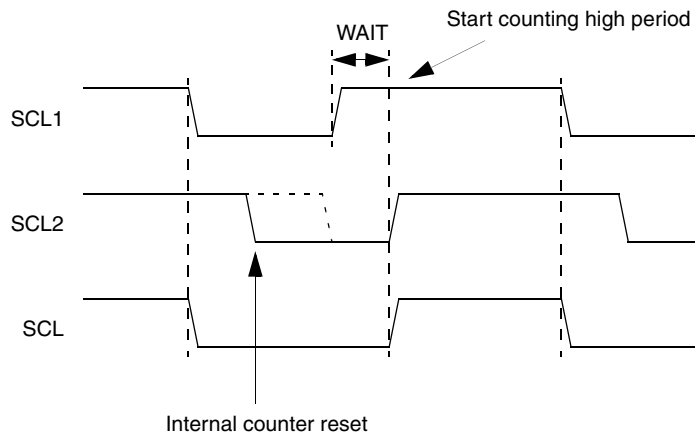 Start counting high period
WAIT
SCL1
SCL2
SCL
Internal counter reset